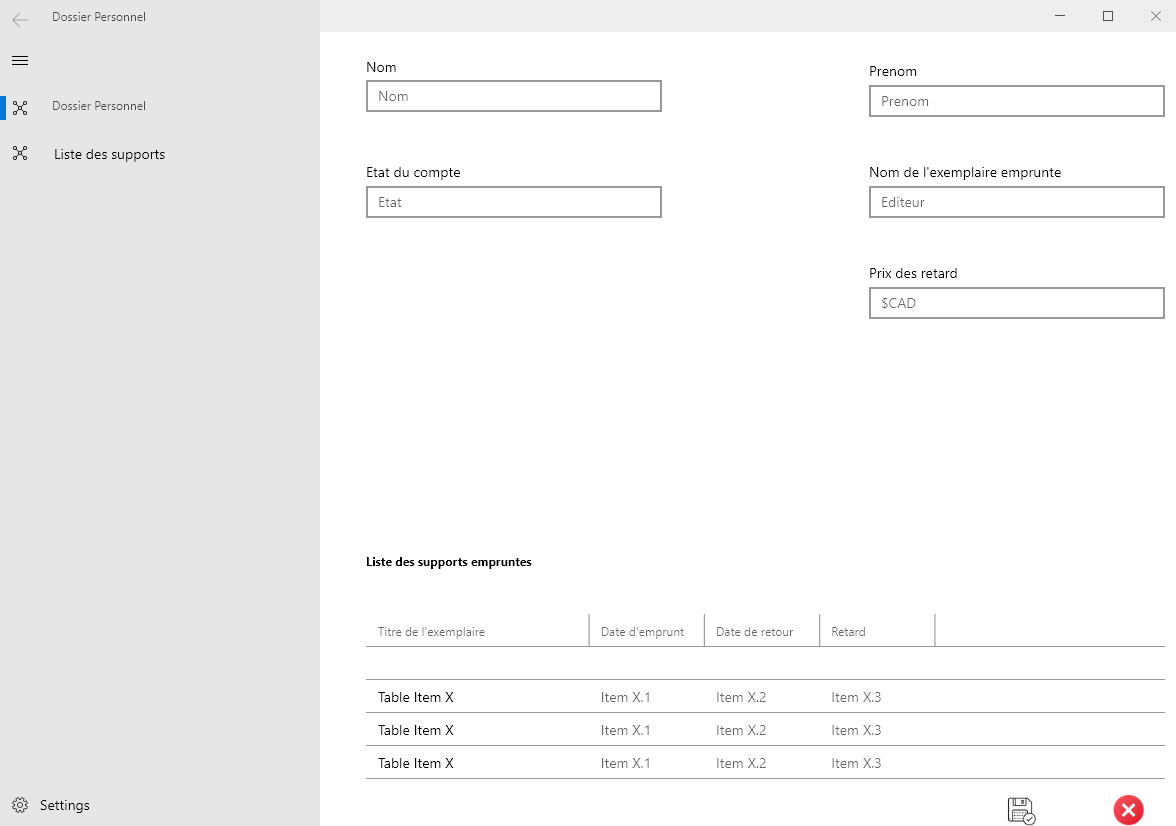 Dossier Personnel
Dossier Personnel
Liste des supports
Settings
Nom
Nom
Prenom
Prenom
Etat du compte
Etat
Nom de l'exemplaire emprunte
Editeur
Prix des retard
$CAD
Liste des supports empruntes
Titre de l'exemplaire Date d'emprunt Date de retour Retard
Table Item X Item X.1 Item X.2 Item X.3
Table Item X Item X.1 Item X.2 Item X.3
Table Item X Item X.1 Item X.2 Item X.3